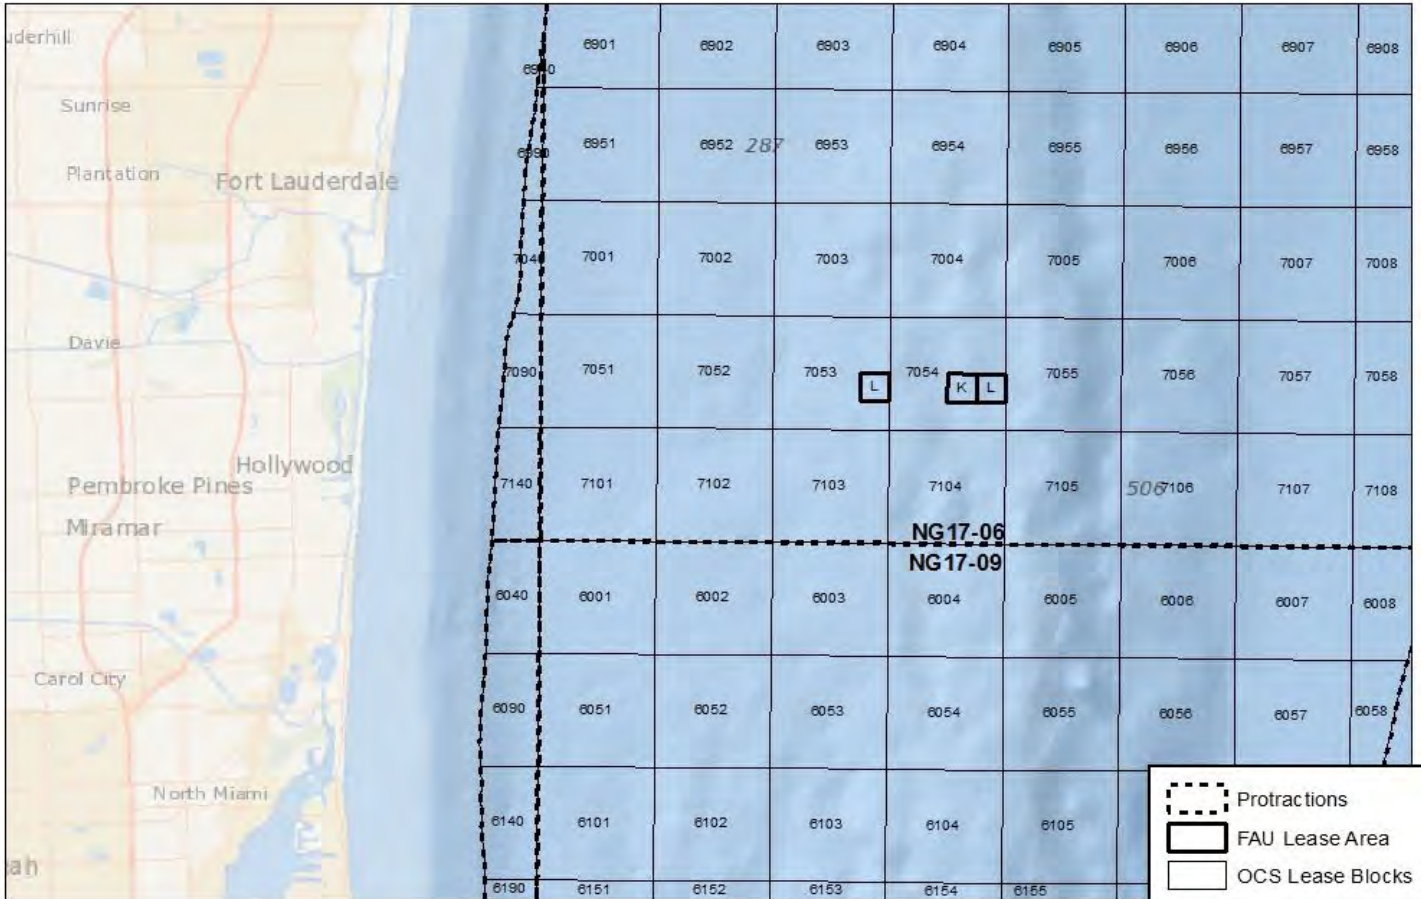 uderhill
6901 6902 6903 6904 6905 6906 6907 6908
6940
Sunrise
6951 6952 287 6953 6954 6955 6956 6957 6958
6990
Plantation
Fort Lauderdale
7040 7001 7002 7003 7004 7005 7006 7007 7008
Davie
7090 7051 7052 7053 7054 7055 7056 7057 7058
L K L
Hollywood
Pembroke Pines
7140 7101 7102 7103 7104 7105 506 7106 7107 7108
Miramar
NG17-06
NG17-09
6040 6001 6002 6003 6004 6005 6006 6007 6008
Carol City
6090 6051 6052 6053 6054 6055 6056 6057 6058
North Miami
6140 6101 6102 6103 6104 6105
ah
6190 6151 6152 6153 6154 6155
Protractions
FAU Lease Area
OCS Lease Blocks